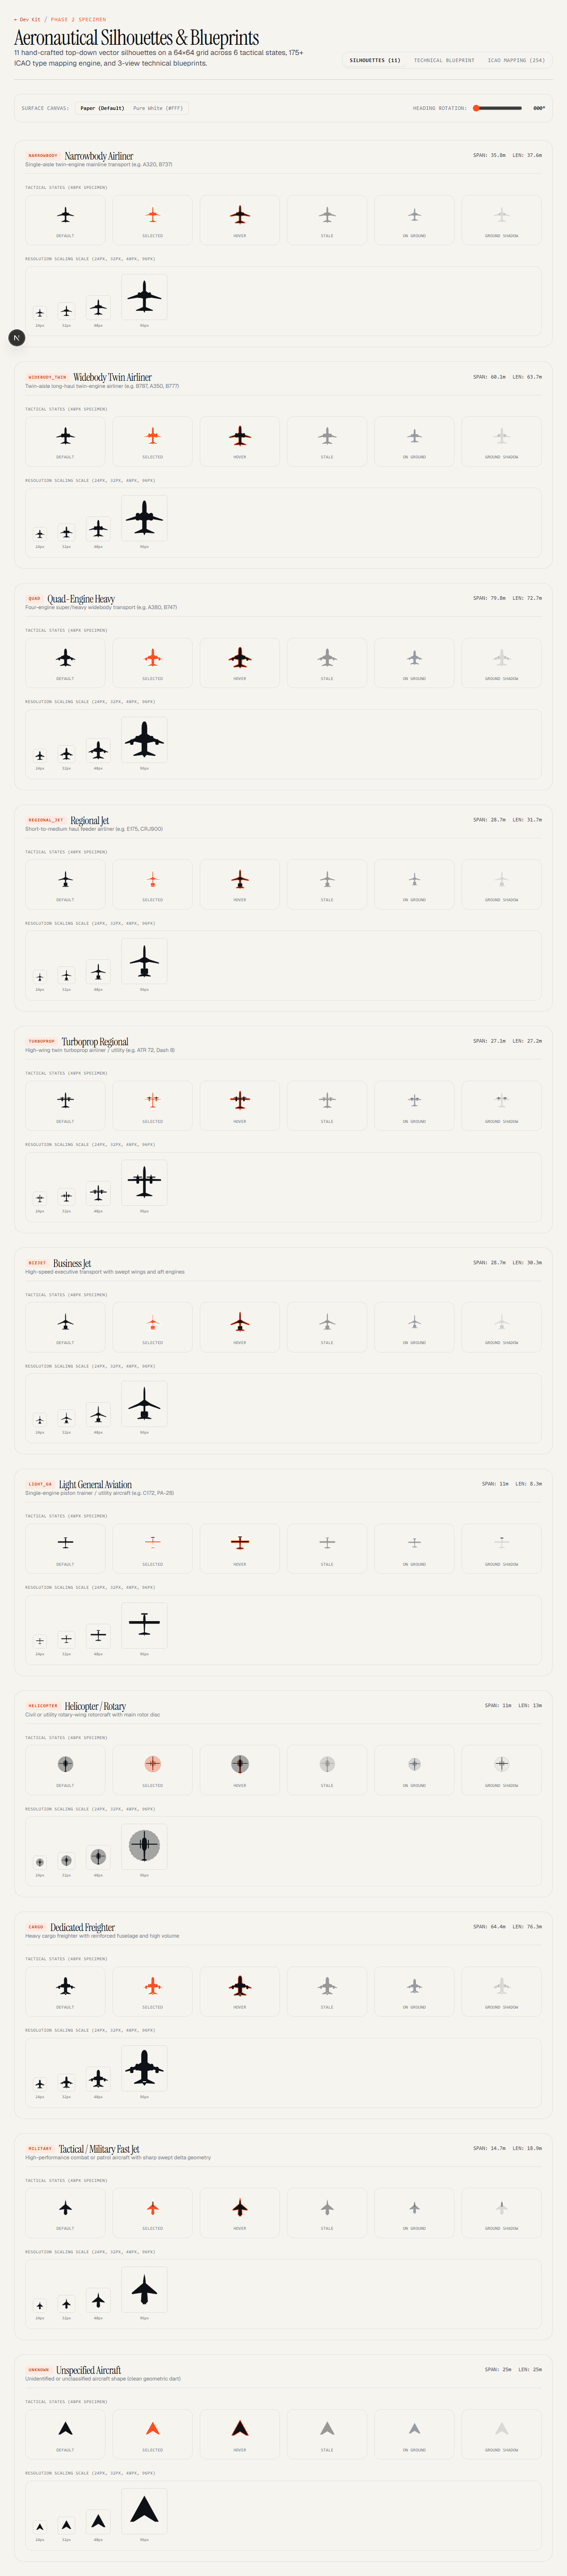 ← Dev Kit / PHASE 2 SPECIMEN
Aeronautical Silhouettes & Blueprints
11 hand-crafted top-down vector silhouettes on a 64×64 grid across 6 tactical states, 175+
ICAO type mapping engine, and 3-view technical blueprints.
SILHOUETTES (11) TECHNICAL BLUEPRINT ICAO MAPPING (254)
SURFACE CANVAS: Paper (Default) Pure White (#FFF) HEADING ROTATION: 000°
NARROWBODY Narrowbody Airliner SPAN: 35.8m LEN: 37.6m
Single-aisle twin-engine mainline transport (e.g. A320, B737)
TACTICAL STATES (48PX SPECIMEN)
DEFAULT SELECTED HOVER STALE ON GROUND GROUND SHADOW
RESOLUTION SCALING SCALE (24PX, 32PX, 48PX, 96PX)
24px 32px 48px 96px
N
WIDEBODY_TWIN Widebody Twin Airliner SPAN: 60.1m LEN: 63.7m
Twin-aisle long-haul twin-engine airliner (e.g. B787, A350, B777)
TACTICAL STATES (48PX SPECIMEN)
DEFAULT SELECTED HOVER STALE ON GROUND GROUND SHADOW
RESOLUTION SCALING SCALE (24PX, 32PX, 48PX, 96PX)
24px 32px 48px 96px
QUAD Quad-Engine Heavy SPAN: 79.8m LEN: 72.7m
Four-engine super/heavy widebody transport (e.g. A380, B747)
TACTICAL STATES (48PX SPECIMEN)
DEFAULT SELECTED HOVER STALE ON GROUND GROUND SHADOW
RESOLUTION SCALING SCALE (24PX, 32PX, 48PX, 96PX)
24px 32px 48px 96px
REGIONAL_JET Regional Jet SPAN: 28.7m LEN: 31.7m
Short-to-medium haul feeder airliner (e.g. E175, CRJ900)
TACTICAL STATES (48PX SPECIMEN)
DEFAULT SELECTED HOVER STALE ON GROUND GROUND SHADOW
RESOLUTION SCALING SCALE (24PX, 32PX, 48PX, 96PX)
24px 32px 48px 96px
TURBOPROP Turboprop Regional SPAN: 27.1m LEN: 27.2m
High-wing twin turboprop airliner / utility (e.g. ATR 72, Dash 8)
TACTICAL STATES (48PX SPECIMEN)
DEFAULT SELECTED HOVER STALE ON GROUND GROUND SHADOW
RESOLUTION SCALING SCALE (24PX, 32PX, 48PX, 96PX)
24px 32px 48px 96px
BIZJET Business Jet SPAN: 28.7m LEN: 30.3m
High-speed executive transport with swept wings and aft engines
TACTICAL STATES (48PX SPECIMEN)
DEFAULT SELECTED HOVER STALE ON GROUND GROUND SHADOW
RESOLUTION SCALING SCALE (24PX, 32PX, 48PX, 96PX)
24px 32px 48px 96px
LIGHT_GA Light General Aviation SPAN: 11m LEN: 8.3m
Single-engine piston trainer / utility aircraft (e.g. C172, PA-28)
TACTICAL STATES (48PX SPECIMEN)
DEFAULT SELECTED HOVER STALE ON GROUND GROUND SHADOW
RESOLUTION SCALING SCALE (24PX, 32PX, 48PX, 96PX)
24px 32px 48px 96px
HELICOPTER Helicopter / Rotary SPAN: 11m LEN: 13m
Civil or utility rotary-wing rotorcraft with main rotor disc
TACTICAL STATES (48PX SPECIMEN)
DEFAULT SELECTED HOVER STALE ON GROUND GROUND SHADOW
RESOLUTION SCALING SCALE (24PX, 32PX, 48PX, 96PX)
24px 32px 48px 96px
CARGO Dedicated Freighter SPAN: 64.4m LEN: 76.3m
Heavy cargo freighter with reinforced fuselage and high volume
TACTICAL STATES (48PX SPECIMEN)
DEFAULT SELECTED HOVER STALE ON GROUND GROUND SHADOW
RESOLUTION SCALING SCALE (24PX, 32PX, 48PX, 96PX)
24px 32px 48px 96px
MILITARY Tactical / Military Fast Jet SPAN: 14.7m LEN: 18.9m
High-performance combat or patrol aircraft with sharp swept delta geometry
TACTICAL STATES (48PX SPECIMEN)
DEFAULT SELECTED HOVER STALE ON GROUND GROUND SHADOW
RESOLUTION SCALING SCALE (24PX, 32PX, 48PX, 96PX)
24px 32px 48px 96px
UNKNOWN Unspecified Aircraft SPAN: 25m LEN: 25m
Unidentified or unclassified aircraft shape (clean geometric dart)
TACTICAL STATES (48PX SPECIMEN)
DEFAULT SELECTED HOVER STALE ON GROUND GROUND SHADOW
RESOLUTION SCALING SCALE (24PX, 32PX, 48PX, 96PX)
24px 32px 48px 96px